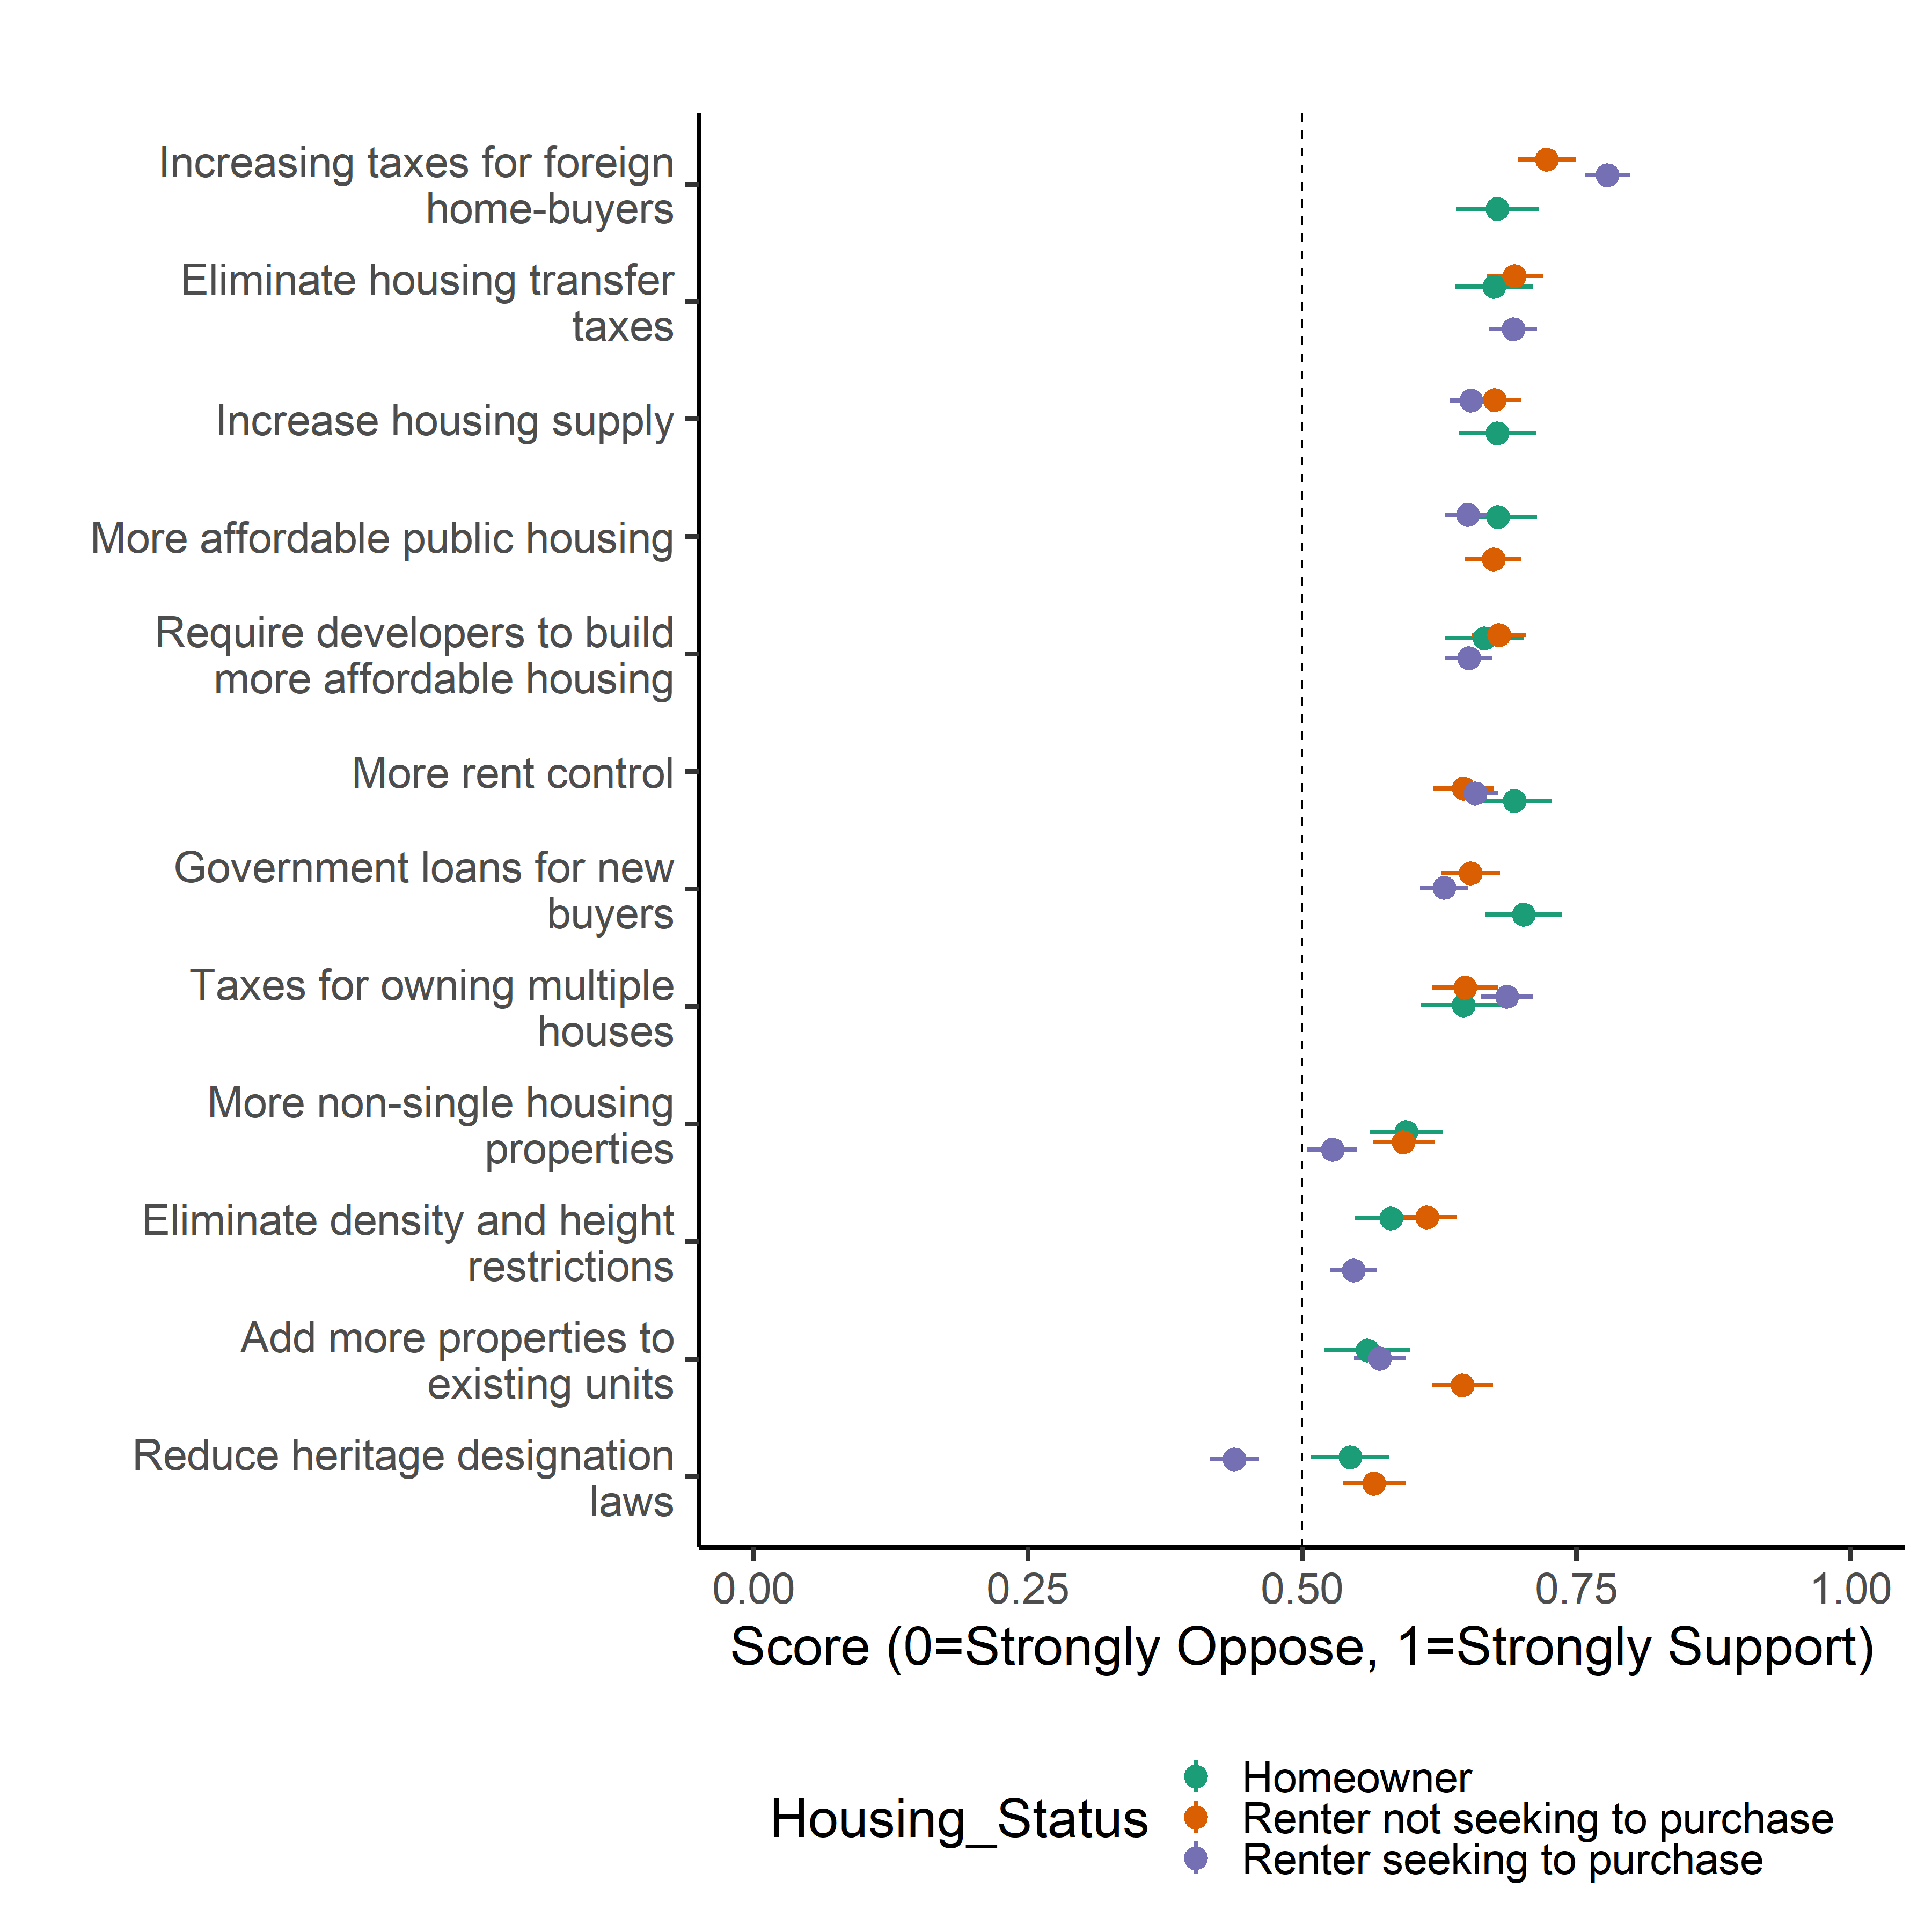 Increasing taxes for foreign
home-buyers
Eliminate housing transfer
taxes
Increase housing supply
More affordable public housing
Require developers to build
more affordable housing
More rent control
Government loans for new
buyers
Taxes for owning multiple
houses
More non-single housing
properties
Eliminate density and height
restrictions
Add more properties to
existing units
Reduce heritage designation
laws
0.00 0.25 0.50 0.75 1.00
Score (0=Strongly Oppose, 1=Strongly Support)
Housing_Status
Homeowner
Renter not seeking to purchase
Renter seeking to purchase